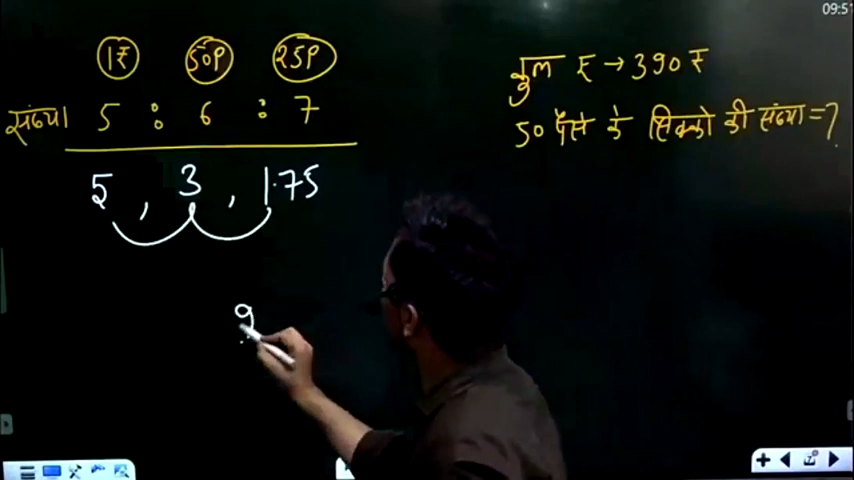 09:51
1₹ 50P 25P
संख्या 5 : 6 : 7
5 , 3 , 1.75
9
कुल ₹ → 390 ₹
50 पैसे के सिक्को की संख्या = ?